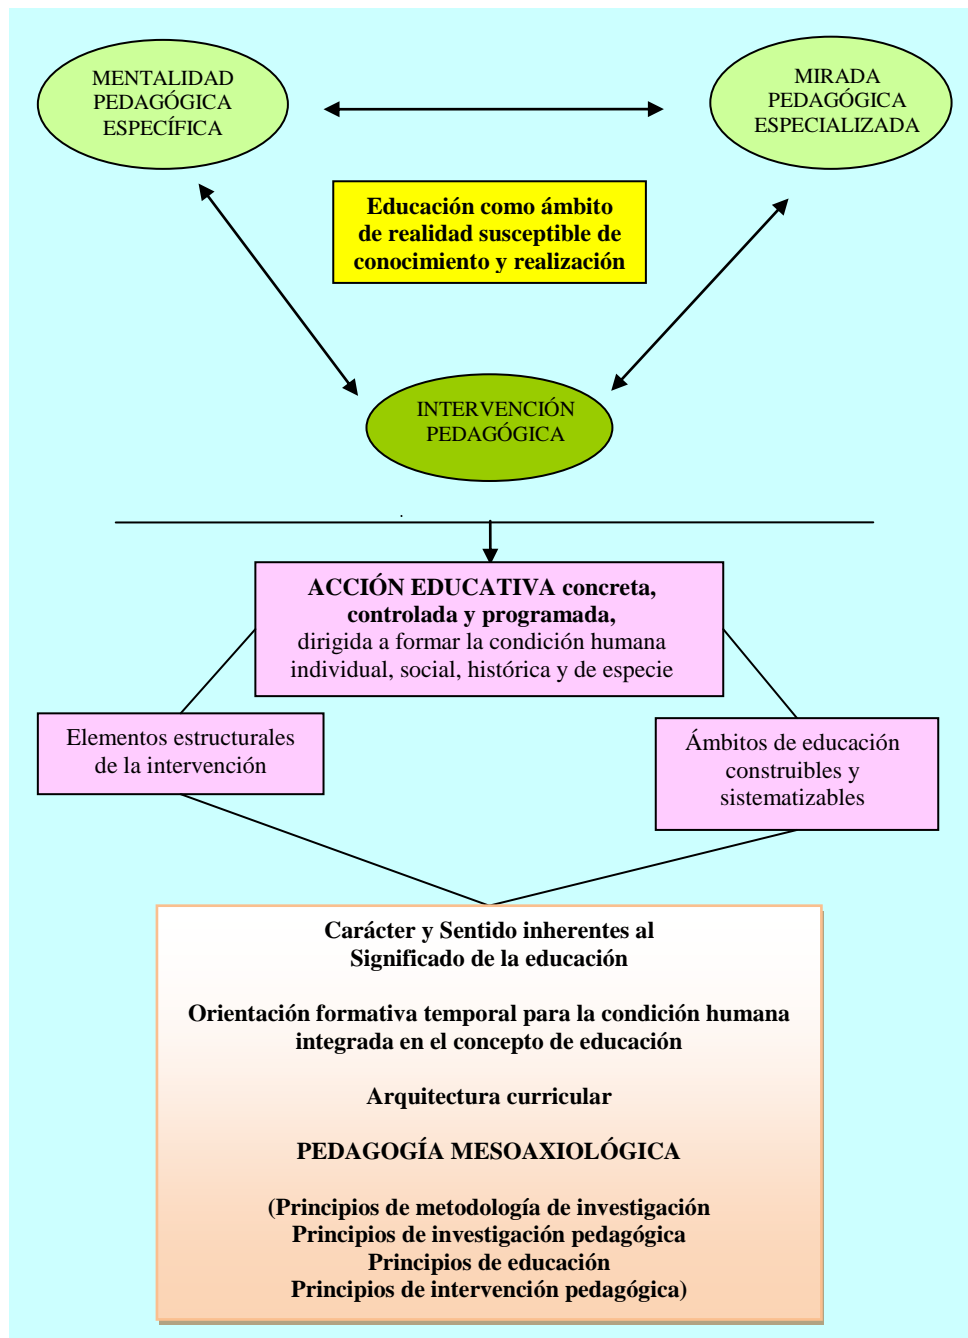 MENTALIDAD
PEDAGÓGICA
ESPECÍFICA
MIRADA
PEDAGÓGICA
ESPECIALIZADA
Educación como ámbito
de realidad susceptible de
conocimiento y realización
INTERVENCIÓN
PEDAGÓGICA
ACCIÓN EDUCATIVA concreta,
controlada y programada,
dirigida a formar la condición humana
individual, social, histórica y de especie
Elementos estructurales
de la intervención
Ámbitos de educación
construibles y
sistematizables
Carácter y Sentido inherentes al
Significado de la educación
Orientación formativa temporal para la condición humana
integrada en el concepto de educación
Arquitectura curricular
PEDAGOGÍA MESOAXIOLÓGICA
(Principios de metodología de investigación
Principios de investigación pedagógica
Principios de educación
Principios de intervención pedagógica)